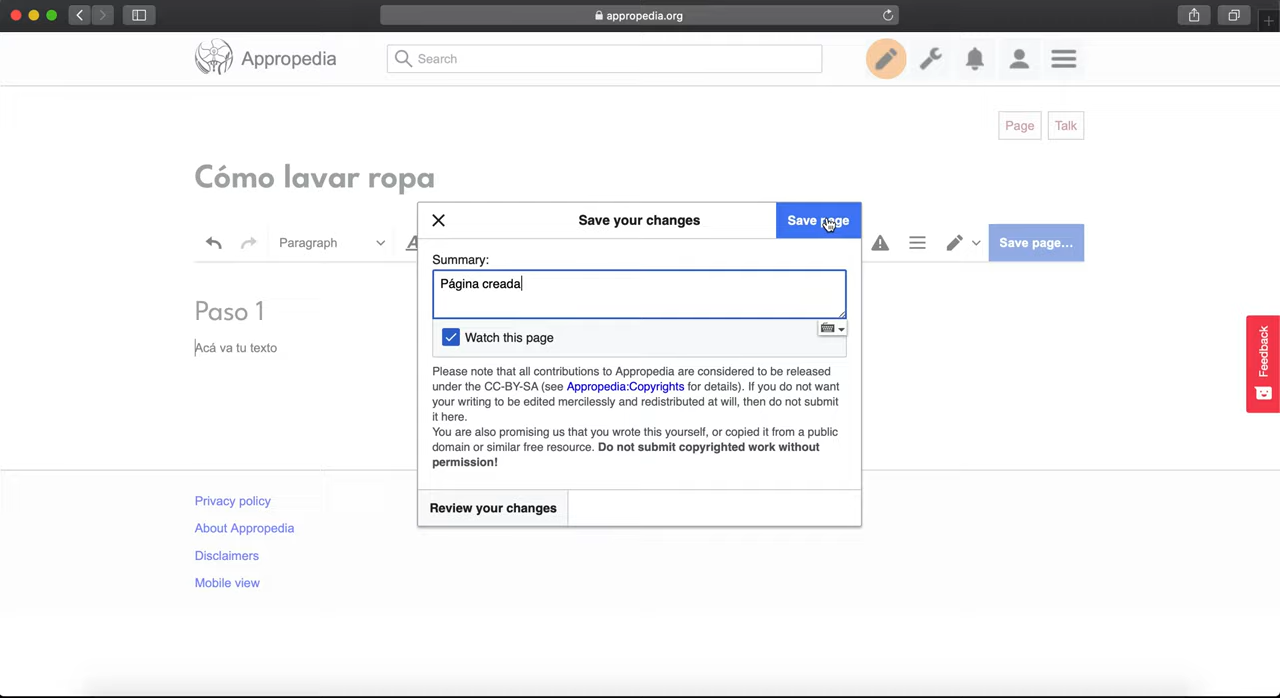 appropedia.org
Appropedia
Search
Page
Talk
Cómo lavar ropa
Save your changes
Save page
Paragraph
A
Save page...
Summary:
Página creada
Watch this page
Paso 1
Acá va tu texto
Please note that all contributions to Appropedia are considered to be released
under the CC-BY-SA (see Appropedia:Copyrights for details). If you do not want
your writing to be edited mercilessly and redistributed at will, then do not submit
it here.
You are also promising us that you wrote this yourself, or copied it from a public
domain or similar free resource. Do not submit copyrighted work without
permission!
Review your changes
Feedback
Privacy policy
About Appropedia
Disclaimers
Mobile view